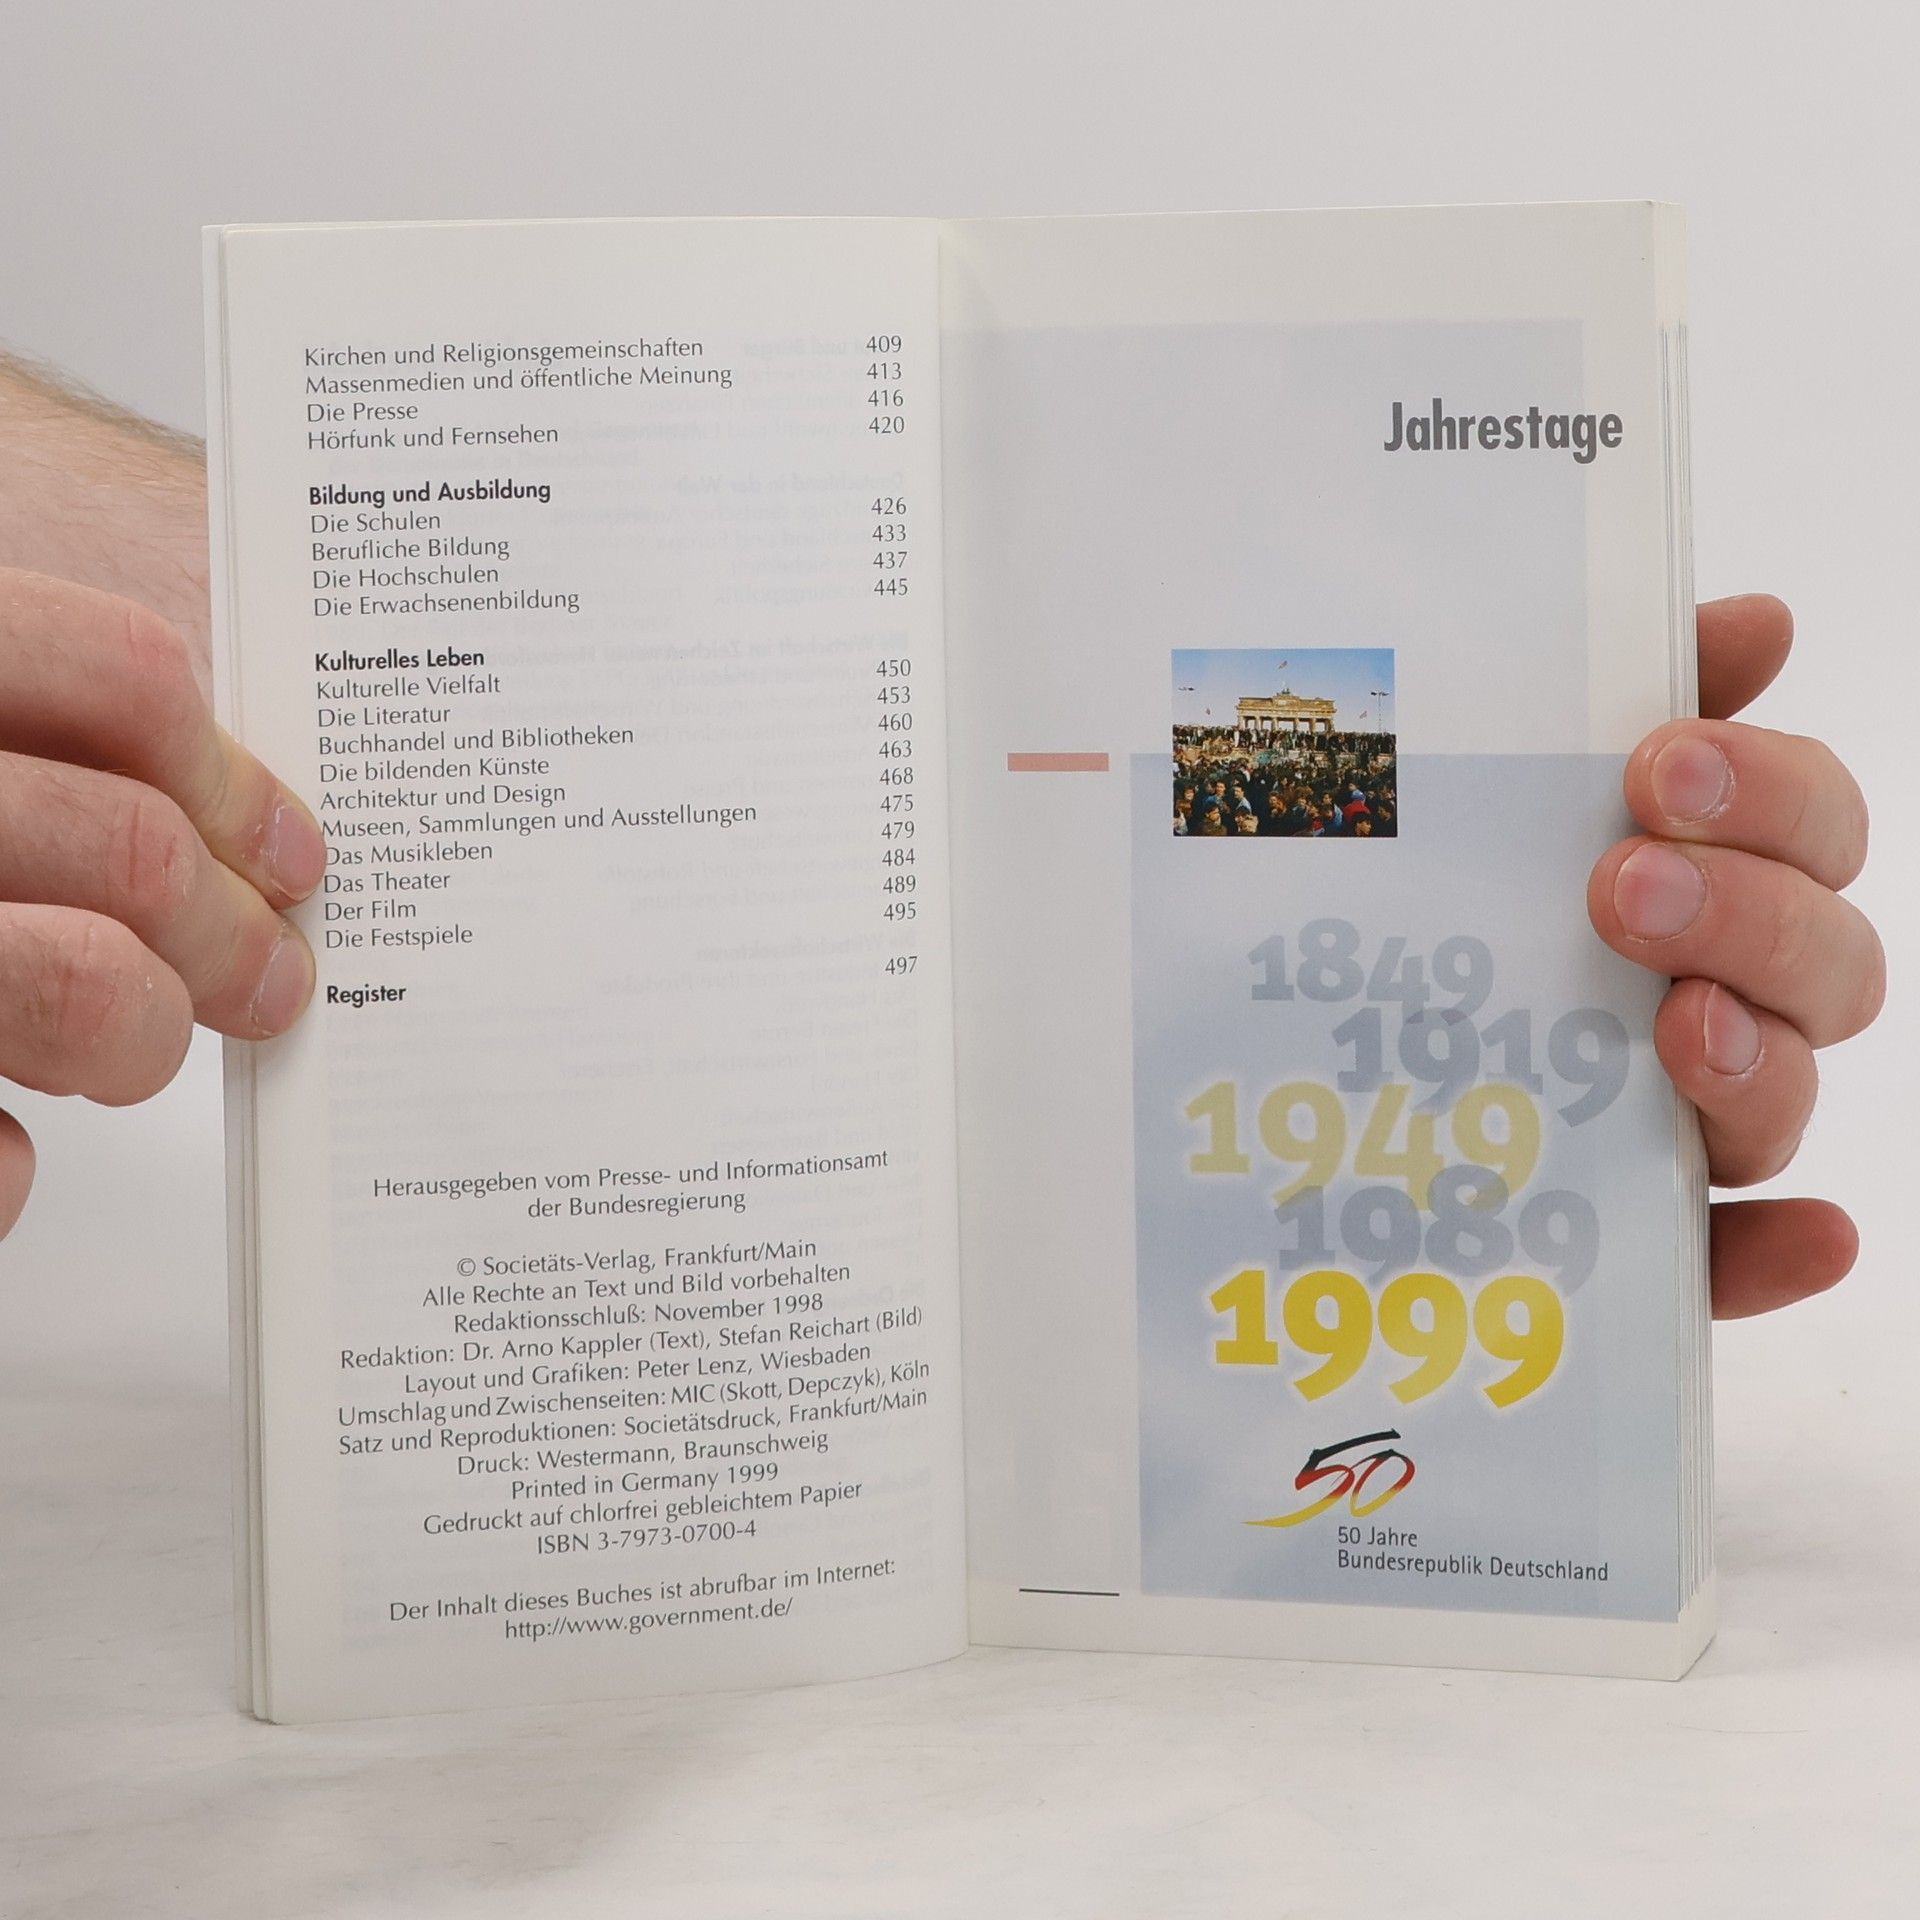 Kirchen und Religionsgemeinschaften 409
Massenmedien und öffentliche Meinung 413
Die Presse 416
Hörfunk und Fernsehen 420
Bildung und Ausbildung
Die Schulen 426
Berufliche Bildung 433
Die Hochschulen 437
Die Erwachsenenbildung 445
Kulturelles Leben
Kulturelle Vielfalt 450
Die Literatur 453
Buchhandel und Bibliotheken 460
Die bildenden Künste 463
Architektur und Design 468
Museen, Sammlungen und Ausstellungen 475
Das Musikleben 479
Das Theater 484
Der Film 489
Die Festspiele 495
Register 497
Herausgegeben vom Presse- und Informationsamt
der Bundesregierung
© Societäts-Verlag, Frankfurt/Main
Alle Rechte an Text und Bild vorbehalten
Redaktionsschluß: November 1998
Redaktion: Dr. Arno Kappler (Text), Stefan Reichart (Bild)
Layout und Grafiken: Peter Lenz, Wiesbaden
Umschlag und Zwischenseiten: MIC (Skott, Depczyk), Köln
Satz und Reproduktionen: Societätsdruck, Frankfurt/Main
Druck: Westermann, Braunschweig
Printed in Germany 1999
Gedruckt auf chlorfrei gebleichtem Papier
ISBN 3-7973-0700-4
Der Inhalt dieses Buches ist abrufbar im Internet:
http://www.government.de/
Jahrestage
1849
1919
1949
1989
1999
50
50 Jahre
Bundesrepublik Deutschland